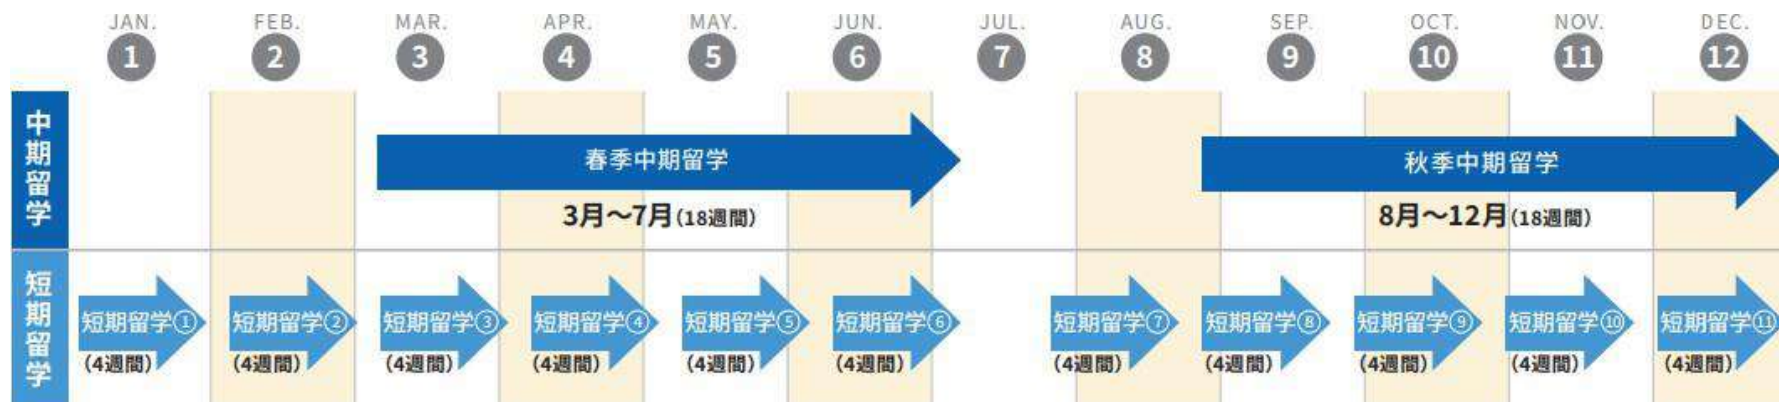 JAN. FEB. MAR. APR. MAY. JUN. JUL. AUG. SEP. OCT. NOV. DEC.
1 2 3 4 5 6 7 8 9 10 11 12
中期留学
春季中期留学
3月～7月(18週間)
秋季中期留学
8月～12月(18週間)
短期留学
短期留学① 短期留学② 短期留学③ 短期留学④ 短期留学⑤ 短期留学⑥ 短期留学⑦ 短期留学⑧ 短期留学⑨ 短期留学⑩ 短期留学⑪
(4週間) (4週間) (4週間) (4週間) (4週間) (4週間) (4週間) (4週間) (4週間) (4週間) (4週間)